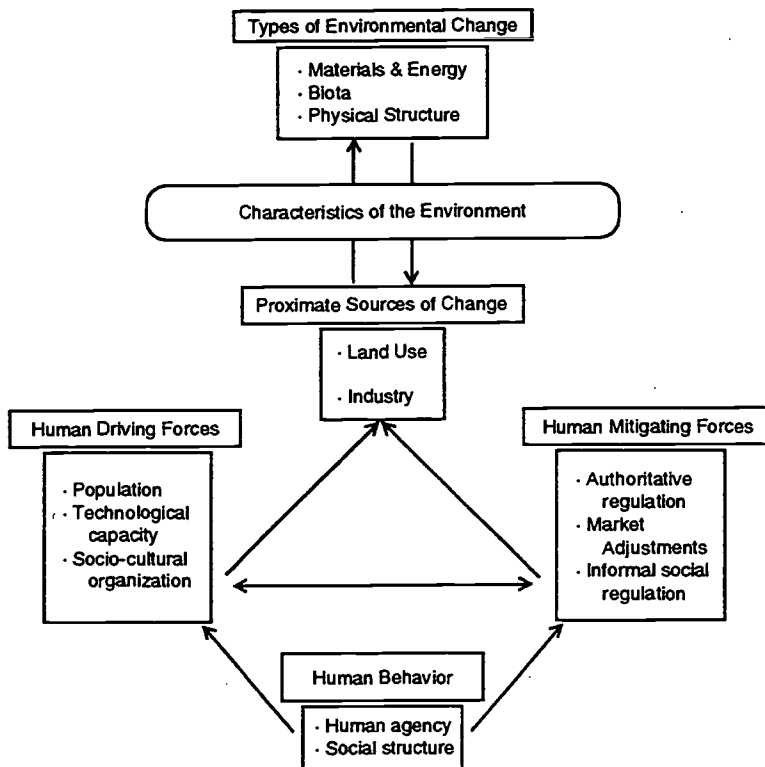 Types of Environmental Change
· Materials & Energy
· Biota
· Physical Structure
Characteristics of the Environment
Proximate Sources of Change
· Land Use
· Industry
Human Driving Forces
· Population
· Technological
capacity
· Socio-cultural
organization
Human Mitigating Forces
· Authoritative
regulation
· Market
Adjustments
· Informal social
regulation
Human Behavior
· Human agency
· Social structure